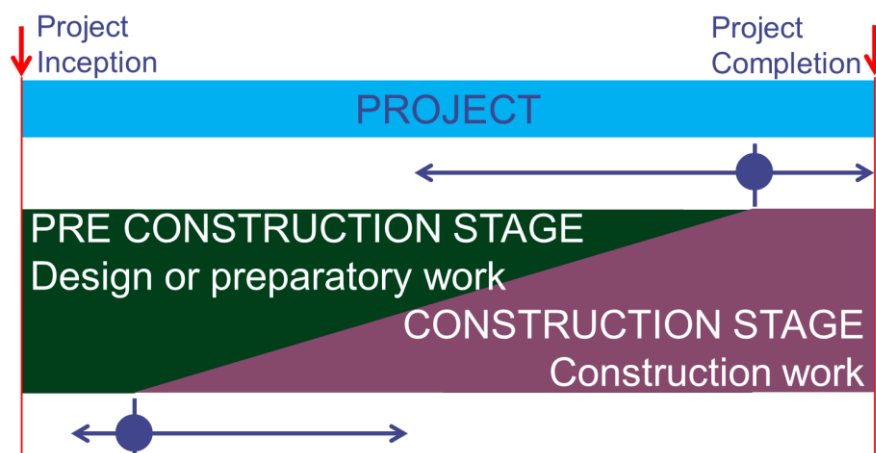 Project
Inception
Project
Completion
PROJECT
PRE CONSTRUCTION STAGE
Design or preparatory work
CONSTRUCTION STAGE
Construction work